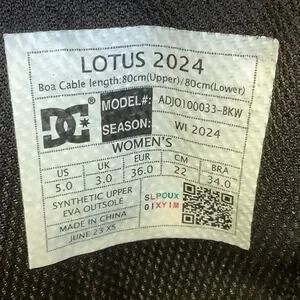 LOTUS 2024
Boa Cable length:80cm(Upper)/80cm(Lower)
DC
MODEL#: ADJO100033-BKW
SEASON: WI 2024
WOMEN'S
US UK EUR CM BRA
5.0 3.0 36.0 22 34.0
SYNTHETIC UPPER
EVA OUTSOLE
MADE IN CHINA
JUNE 23 XS
SLPOUX
OIXYIM